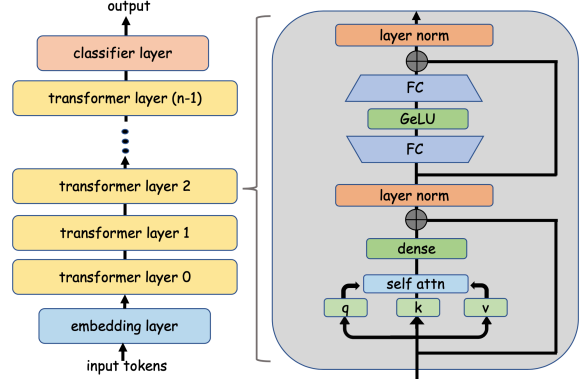 output
classifier layer
transformer layer (n-1)
transformer layer 2
transformer layer 1
transformer layer 0
embedding layer
input tokens
layer norm
FC
GeLU
FC
layer norm
dense
self attn
q k v